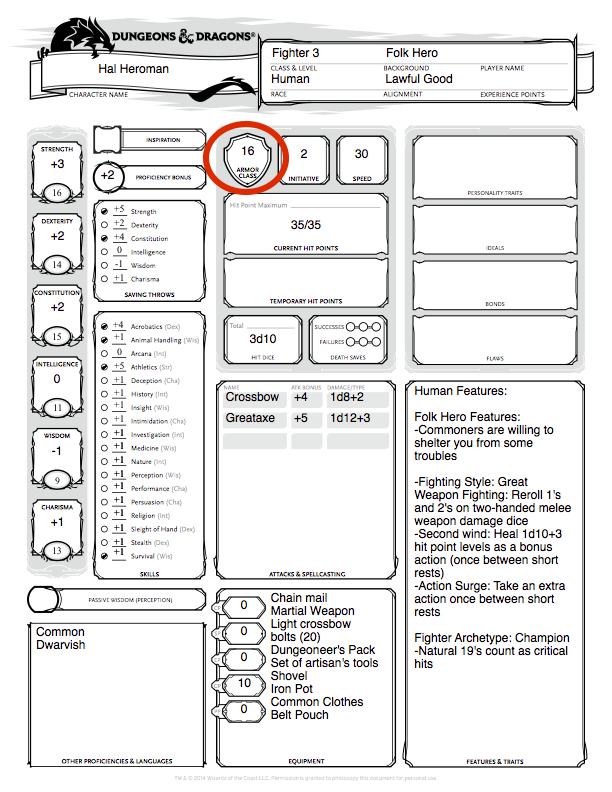 DUNGEONS & DRAGONS®
Hal Heroman
CHARACTER NAME
Fighter 3 Folk Hero
CLASS & LEVEL BACKGROUND PLAYER NAME
Human Lawful Good
RACE ALIGNMENT EXPERIENCE POINTS
STRENGTH
+3
16
DEXTERITY
+2
14
CONSTITUTION
+2
15
INTELLIGENCE
0
11
WISDOM
-1
9
CHARISMA
+1
13
INSPIRATION
+2 PROFICIENCY BONUS
+5 Strength
+2 Dexterity
+4 Constitution
0 Intelligence
-1 Wisdom
+1 Charisma
SAVING THROWS
+4 Acrobatics (Dex)
+1 Animal Handling (Wis)
0 Arcana (Int)
+5 Athletics (Str)
+1 Deception (Cha)
+1 History (Int)
+1 Insight (Wis)
+1 Intimidation (Cha)
+1 Investigation (Int)
+1 Medicine (Wis)
+1 Nature (Int)
+1 Perception (Wis)
+1 Performance (Cha)
+1 Persuasion (Cha)
+1 Religion (Int)
+1 Sleight of Hand (Dex)
+1 Stealth (Dex)
+1 Survival (Wis)
SKILLS
PASSIVE WISDOM (PERCEPTION)
Common
Dwarvish
OTHER PROFICIENCIES & LANGUAGES
16
ARMOR
CLASS
2
INITIATIVE
30
SPEED
Hit Point Maximum
35/35
CURRENT HIT POINTS
TEMPORARY HIT POINTS
Total
3d10
HIT DICE
SUCCESSES
FAILURES
DEATH SAVES
NAME ATK BONUS DAMAGE/TYPE
Crossbow +4 1d8+2
Greataxe +5 1d12+3
ATTACKS & SPELLCASTING
CP 0
SP 0
EP 0
GP 10
PP 0
Chain mail
Martial Weapon
Light crossbow
bolts (20)
Dungeoneer's Pack
Set of artisan's tools
Shovel
Iron Pot
Common Clothes
Belt Pouch
EQUIPMENT
PERSONALITY TRAITS
IDEALS
BONDS
FLAWS
Human Features:
Folk Hero Features:
-Commoners are willing to
shelter you from some
troubles
-Fighting Style: Great
Weapon Fighting: Reroll 1's
and 2's on two-handed melee
weapon damage dice
-Second wind: Heal 1d10+3
hit point levels as a bonus
action (once between short
rests)
-Action Surge: Take an extra
action once between short
rests
Fighter Archetype: Champion
-Natural 19's count as critical
hits
FEATURES & TRAITS
TM & © 2014 Wizards of the Coast LLC. Permission is granted to photocopy this document for personal use.